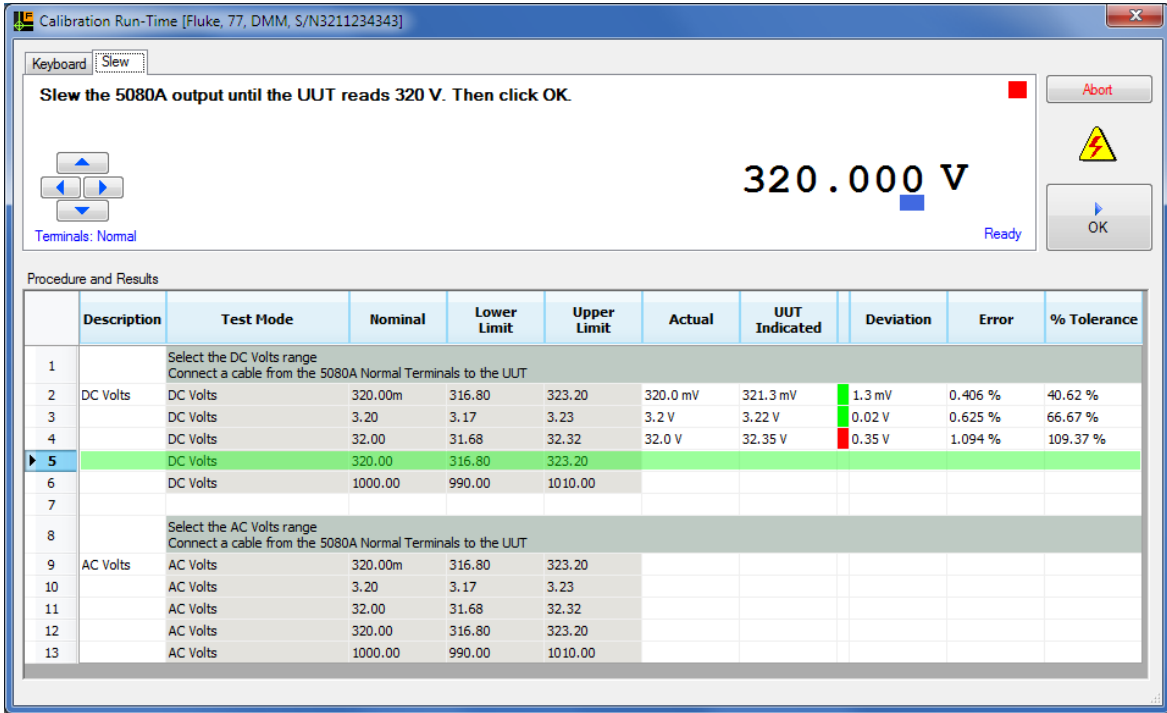 Calibration Run-Time [Fluke, 77, DMM, S/N3211234343]
Keyboard Slew
Slew the 5080A output until the UUT reads 320 V. Then click OK.
Abort
320.000 V
OK
Terminals: Normal
Ready
Procedure and Results
Description Test Mode Nominal Lower Limit Upper Limit Actual UUT Indicated Deviation Error % Tolerance
1 Select the DC Volts range
Connect a cable from the 5080A Normal Terminals to the UUT
2 DC Volts DC Volts 320.00m 316.80 323.20 320.0 mV 321.3 mV 1.3 mV 0.406 % 40.62 %
3 DC Volts 3.20 3.17 3.23 3.2 V 3.22 V 0.02 V 0.625 % 66.67 %
4 DC Volts 32.00 31.68 32.32 32.0 V 32.35 V 0.35 V 1.094 % 109.37 %
5 DC Volts 320.00 316.80 323.20
6 DC Volts 1000.00 990.00 1010.00
7
8 Select the AC Volts range
Connect a cable from the 5080A Normal Terminals to the UUT
9 AC Volts AC Volts 320.00m 316.80 323.20
10 AC Volts 3.20 3.17 3.23
11 AC Volts 32.00 31.68 32.32
12 AC Volts 320.00 316.80 323.20
13 AC Volts 1000.00 990.00 1010.00